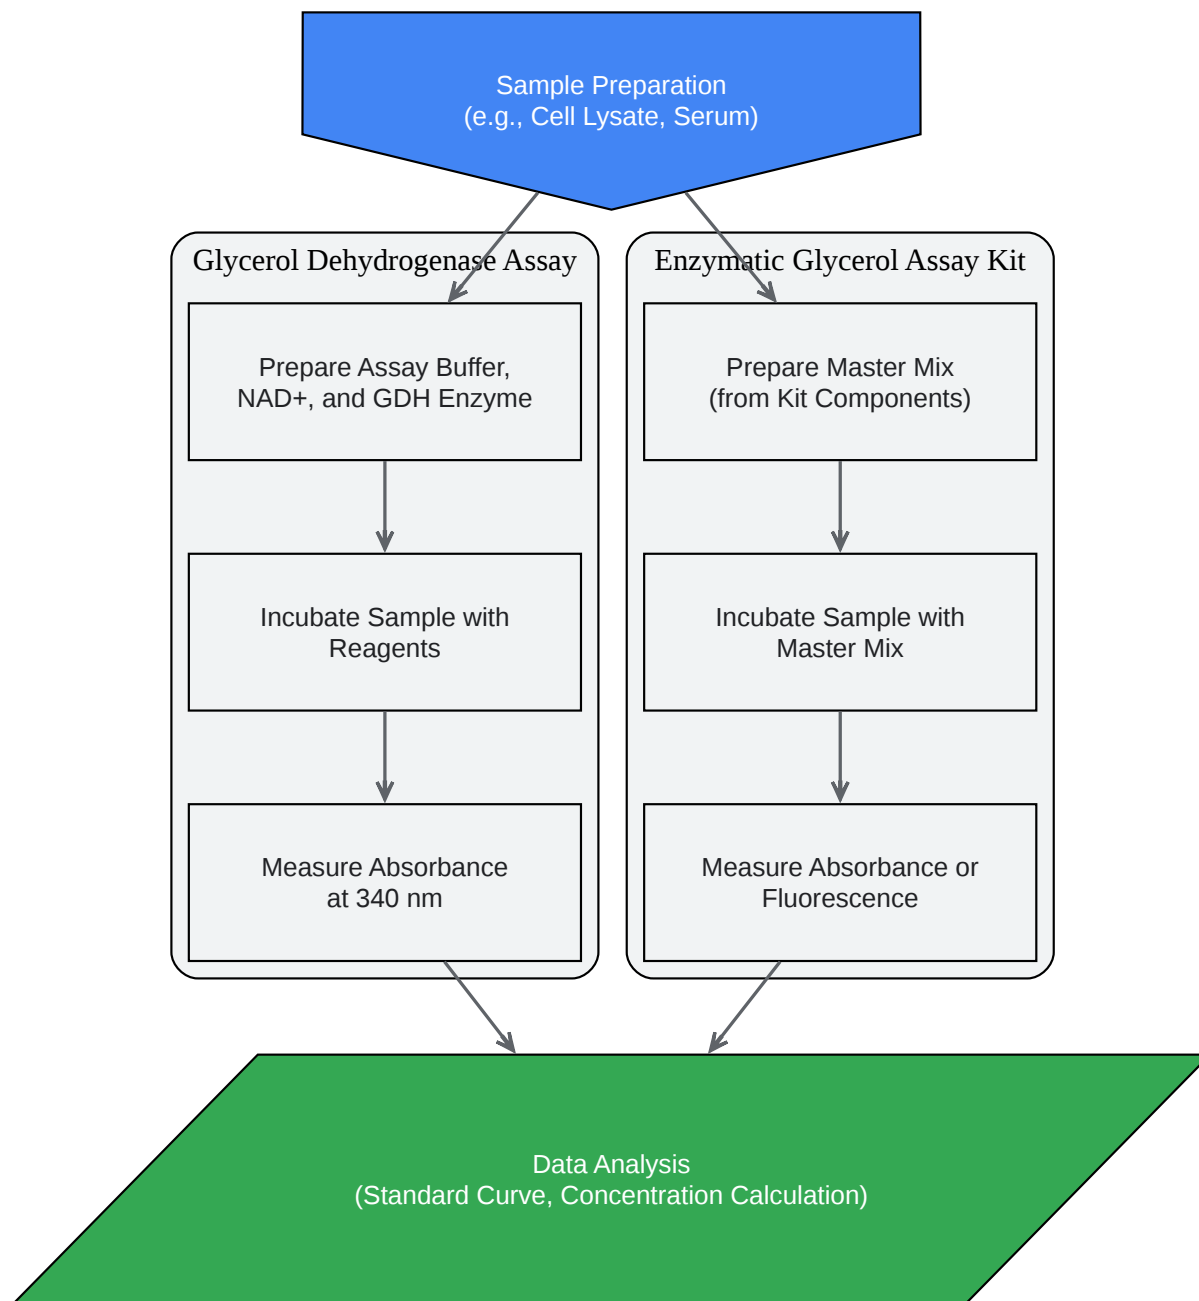 Sample Preparation
(e.g., Cell Lysate, Serum)
Glycerol Dehydrogenase Assay
Prepare Assay Buffer,
NAD+, and GDH Enzyme
Incubate Sample with
Reagents
Measure Absorbance
at 340 nm
Enzymatic Glycerol Assay Kit
Prepare Master Mix
(from Kit Components)
Incubate Sample with
Master Mix
Measure Absorbance or
Fluorescence
Data Analysis
(Standard Curve, Concentration Calculation)